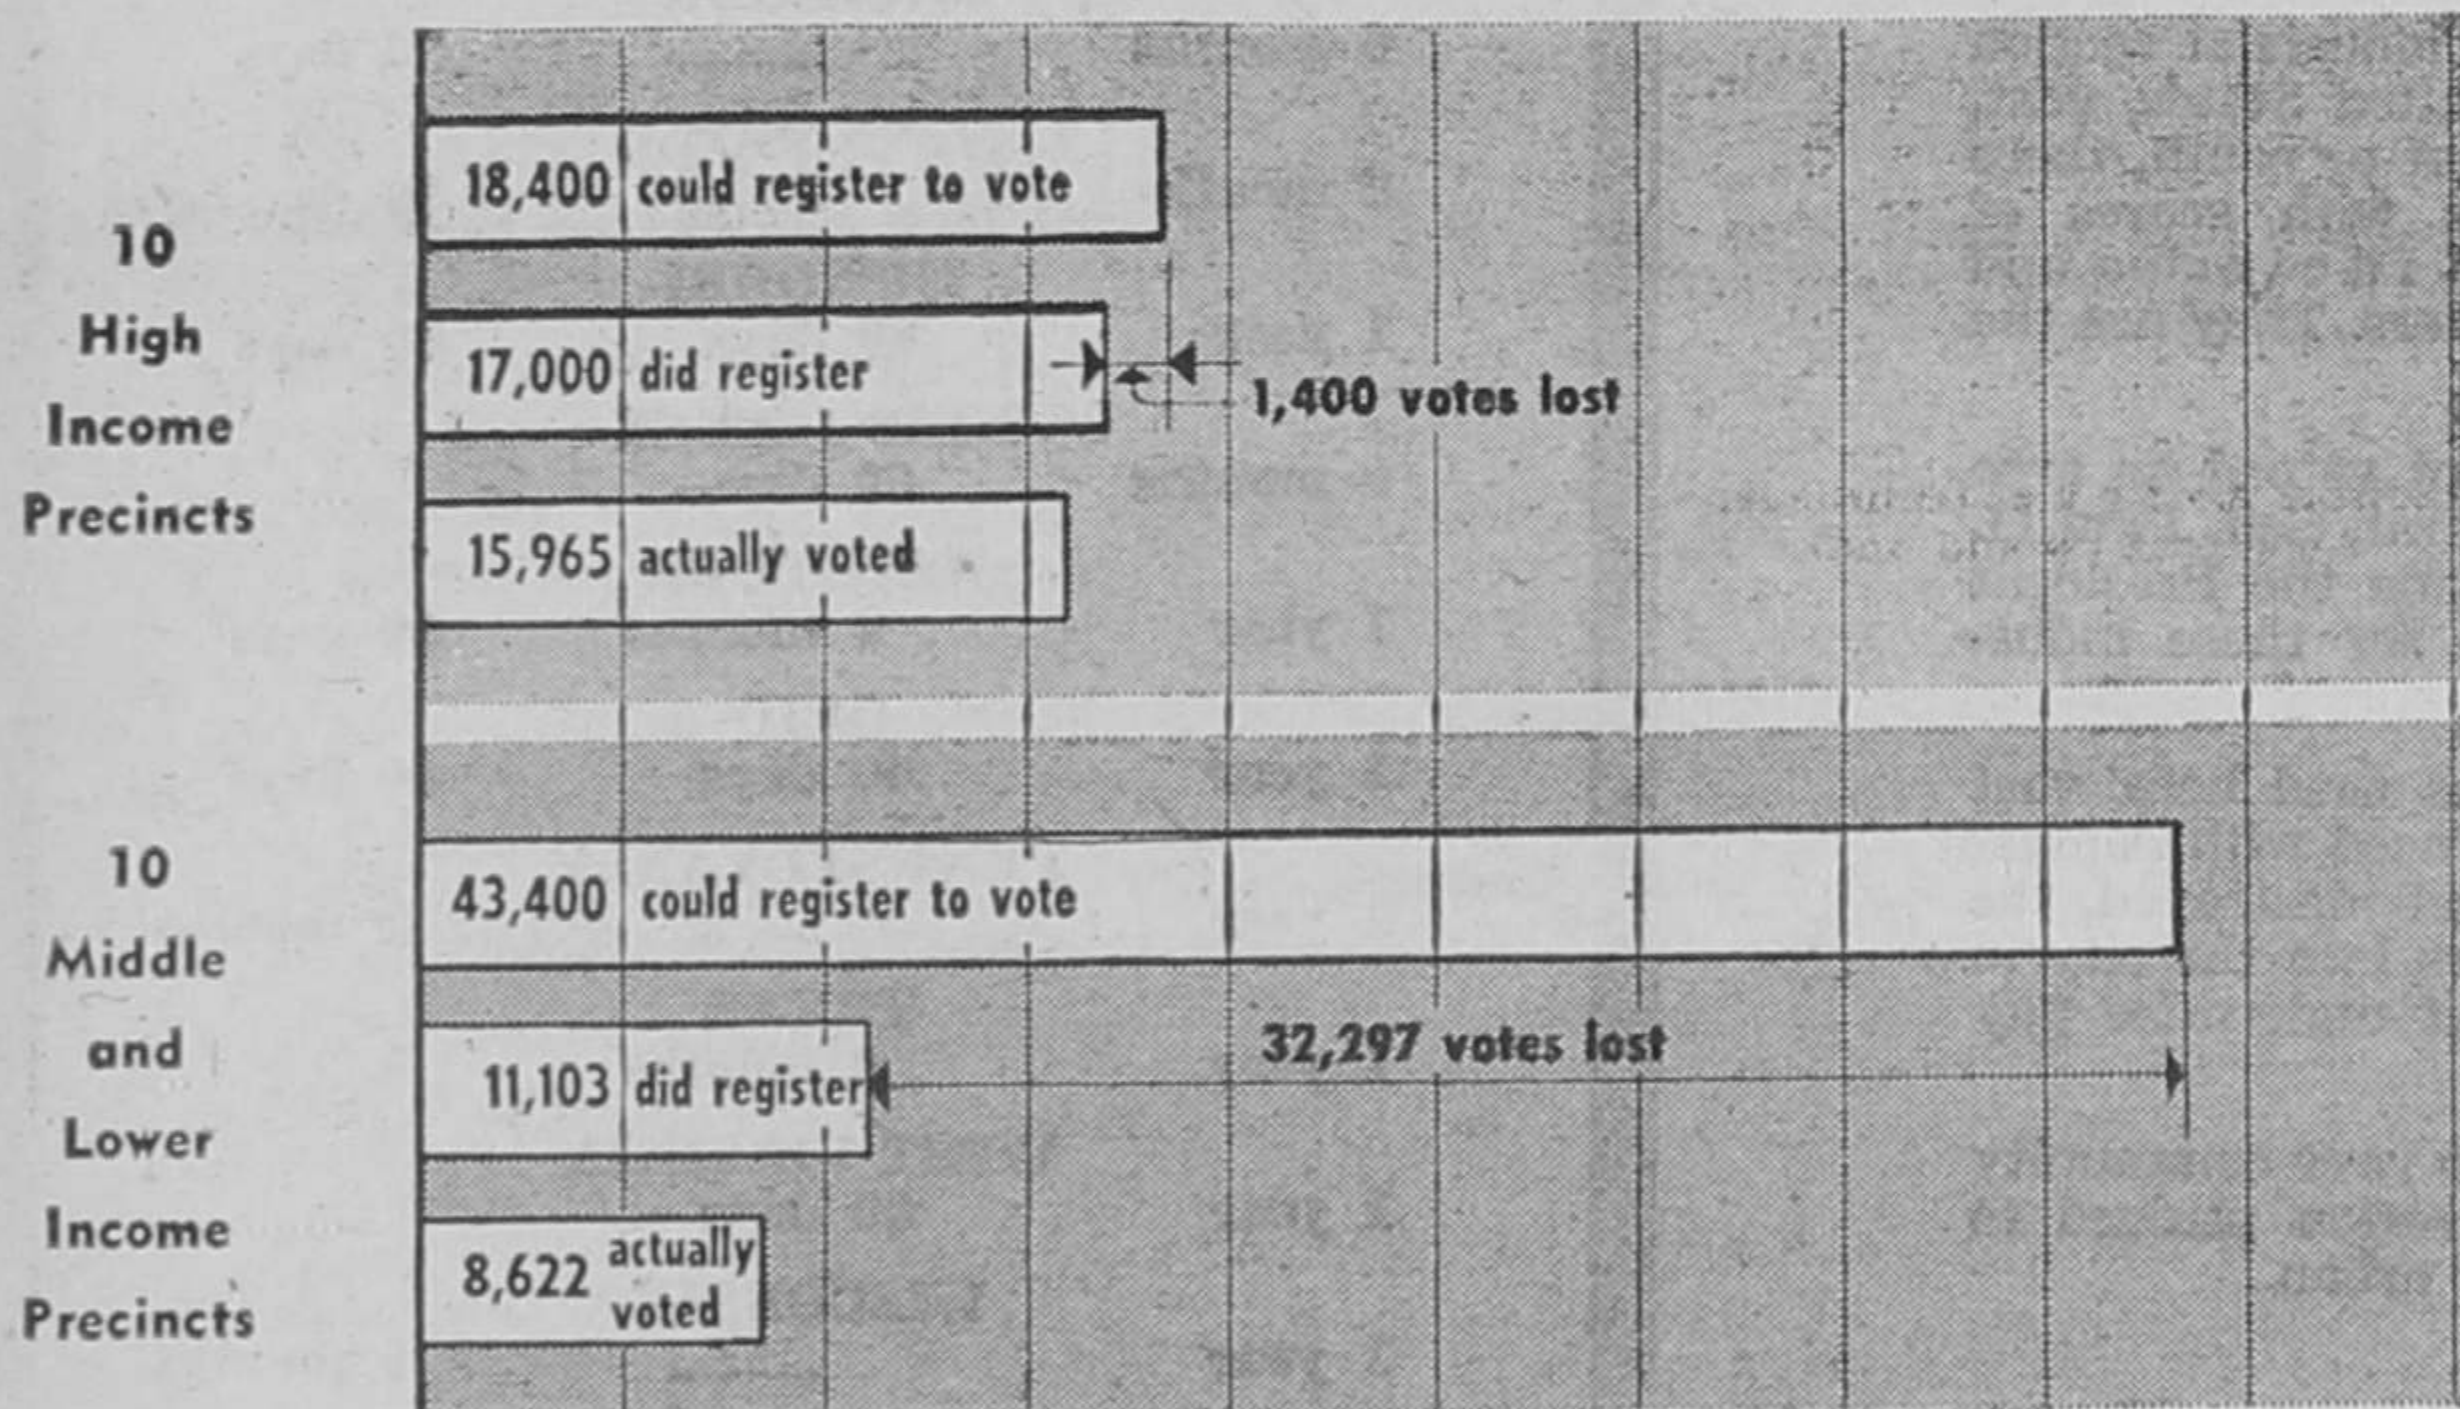 10
High
Income
Precincts
18,400 could register to vote
17,000 did register
1,400 votes lost
15,965 actually voted
10
Middle
and
Lower
Income
Precincts
43,400 could register to vote
11,103 did register
32,297 votes lost
8,622 actually
voted